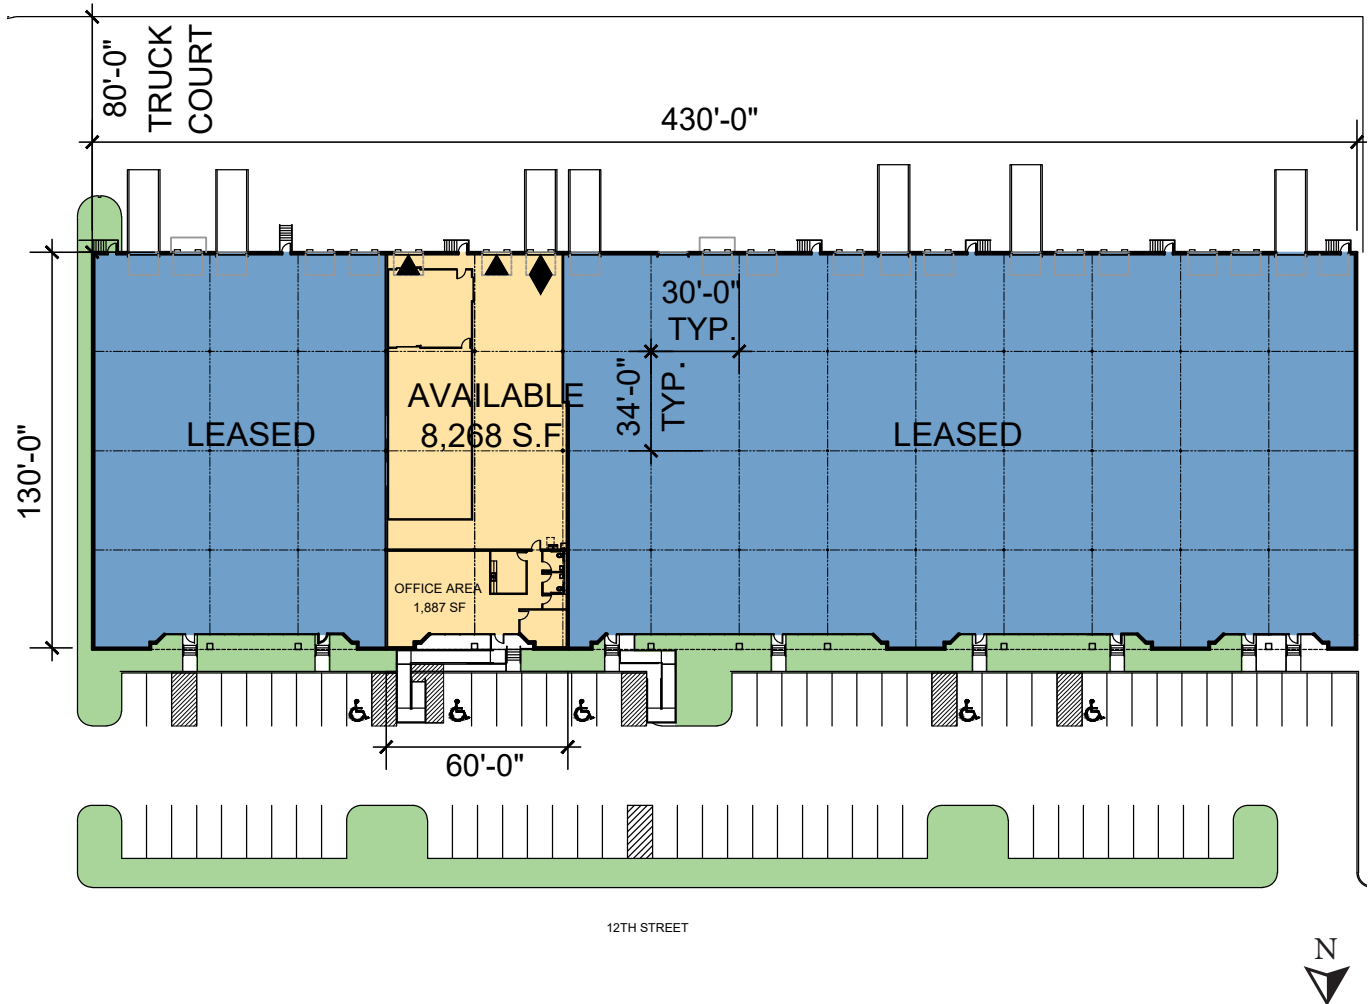 80'-0"
TRUCK
COURT
430'-0"
30'-0"
TYP.
34'-0"
TYP.
AVAILABLE
8,268 S.F
LEASED
LEASED
130'-0"
OFFICE AREA
1,887 SF
60'-0"
12TH STREET
N